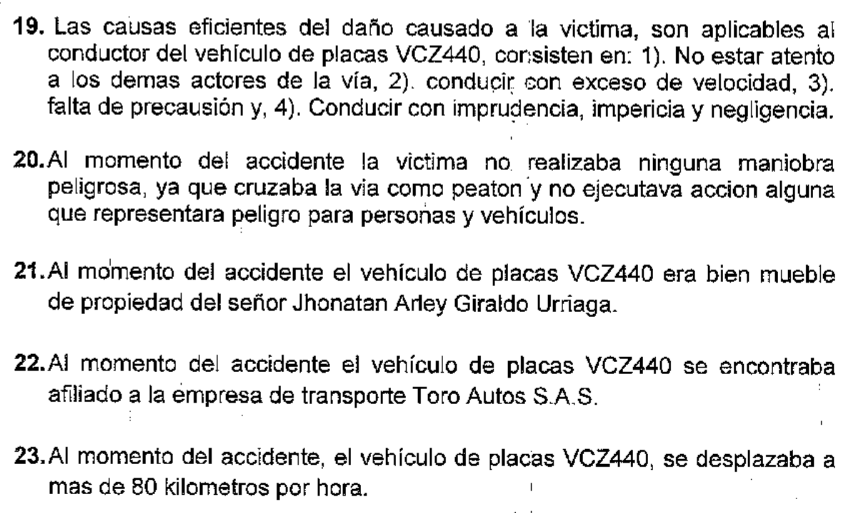 19. Las causas eficientes del daño causado a la victima, son aplicables al
conductor del vehículo de placas VCZ440, consisten en: 1). No estar atento
a los demas actores de la vía, 2). conducir con exceso de velocidad, 3).
falta de precausión y, 4). Conducir con imprudencia, impericia y negligencia.
20. Al momento del accidente la victima no realizaba ninguna maniobra
peligrosa, ya que cruzaba la via como peaton y no ejecutava accion alguna
que representara peligro para personas y vehículos.
21. Al momento del accidente el vehículo de placas VCZ440 era bien mueble
de propiedad del señor Jhonatan Arley Giraldo Urriaga.
22. Al momento del accidente el vehículo de placas VCZ440 se encontraba
afiliado a la empresa de transporte Toro Autos S.A.S.
23. Al momento del accidente, el vehículo de placas VCZ440, se desplazaba a
mas de 80 kilometros por hora.